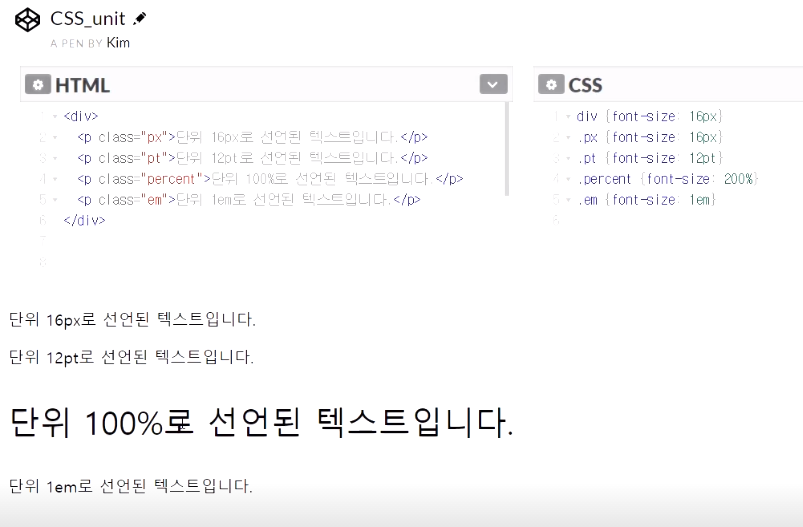 CSS_unit
A PEN BY Kim
HTML
1 <div>
2 <p class="px">단위 16px로 선언된 텍스트입니다.</p>
3 <p class="pt">단위 12pt로 선언된 텍스트입니다.</p>
4 <p class="percent">단위 100%로 선언된 텍스트입니다.</p>
5 <p class="em">단위 1em로 선언된 텍스트입니다.</p>
6 </div>
7
8
CSS
1 div {font-size: 16px}
2 .px {font-size: 16px}
3 .pt {font-size: 12pt}
4 .percent {font-size: 200%}
5 .em {font-size: 1em}
6
단위 16px로 선언된 텍스트입니다.
단위 12pt로 선언된 텍스트입니다.
단위 100%로 선언된 텍스트입니다.
단위 1em로 선언된 텍스트입니다.